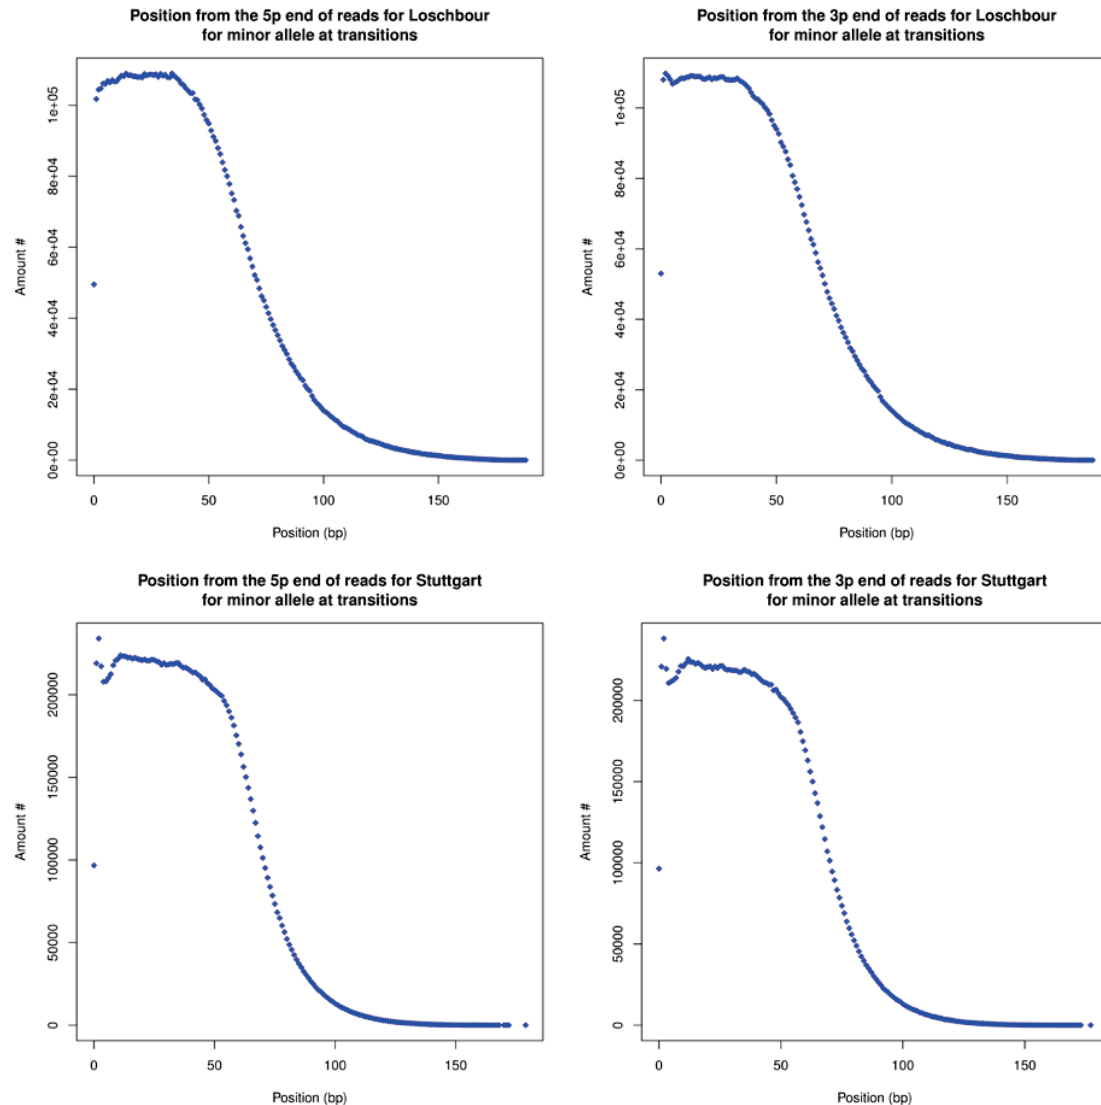 Position from the 5p end of reads for Loschbour
for minor allele at transitions
Amount #
0e+00
2e+04
4e+04
6e+04
8e+04
1e+05
0
50
100
150
Position (bp)
Position from the 3p end of reads for Loschbour
for minor allele at transitions
Amount #
0e+00
2e+04
4e+04
6e+04
8e+04
1e+05
0
50
100
150
Position (bp)
Position from the 5p end of reads for Stuttgart
for minor allele at transitions
Amount #
0
50000
100000
150000
200000
0
50
100
150
Position (bp)
Position from the 3p end of reads for Stuttgart
for minor allele at transitions
Amount #
0
50000
100000
150000
200000
0
50
100
150
Position (bp)